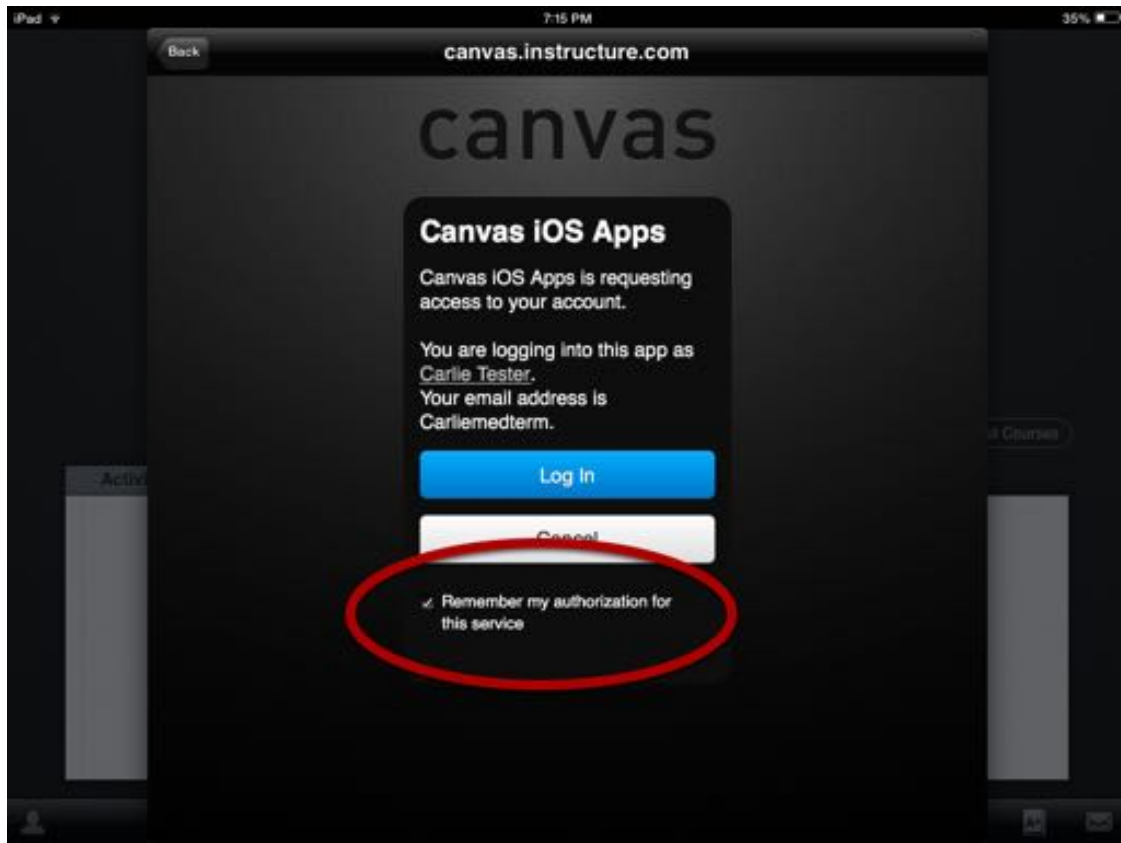 iPad 7:15 PM 35%
Back canvas.instructure.com
canvas
Canvas iOS Apps
Canvas iOS Apps is requesting
access to your account.
You are logging into this app as
Carlie Tester.
Your email address is
Carliemedterm.
Courses
Log In
Cancel
Remember my authorization for
this service
A+